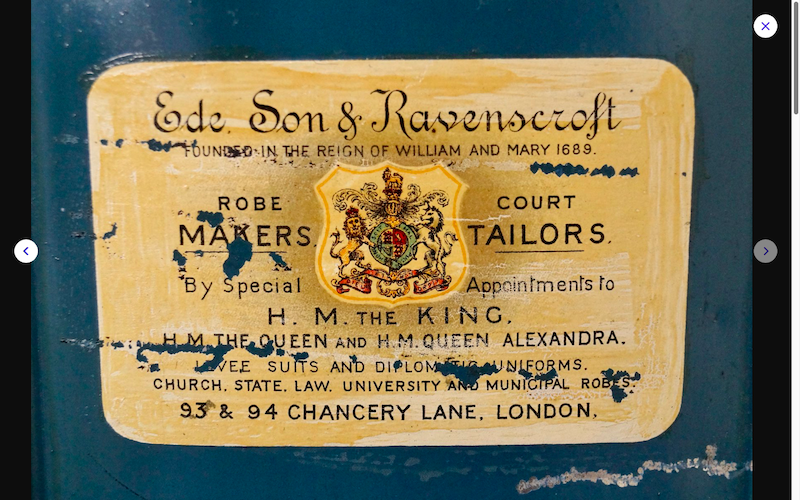 Ede, Son & Ravenscroft
FOUNDED IN THE REIGN OF WILLIAM AND MARY 1689.
ROBE COURT
MAKERS. TAILORS.
By Special Appointments to
H. M. THE KING,
H. M. THE QUEEN AND H. M. QUEEN ALEXANDRA.
LEVEE SUITS AND DIPLOMATIC UNIFORMS.
CHURCH, STATE, LAW, UNIVERSITY AND MUNICIPAL ROBES.
93 & 94 CHANCERY LANE, LONDON.